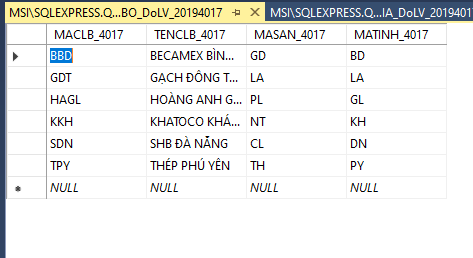 MSI\SQLEXPRESS.Q...BO_DoLV_20194017 MSI\SQLEXPRESS.Q...IA_DoLV_2019401
MACLB_4017 TENCLB_4017 MASAN_4017 MATINH_4017
BBD BECAMEX BÌN... GD BD
GDT GẠCH ĐỒNG T... LA LA
HAGL HOÀNG ANH G... PL GL
KKH KHATOCO KHÁ... NT KH
SDN SHB ĐÀ NẴNG CL DN
TPY THÉP PHÚ YÊN TH PY
NULL NULL NULL NULL